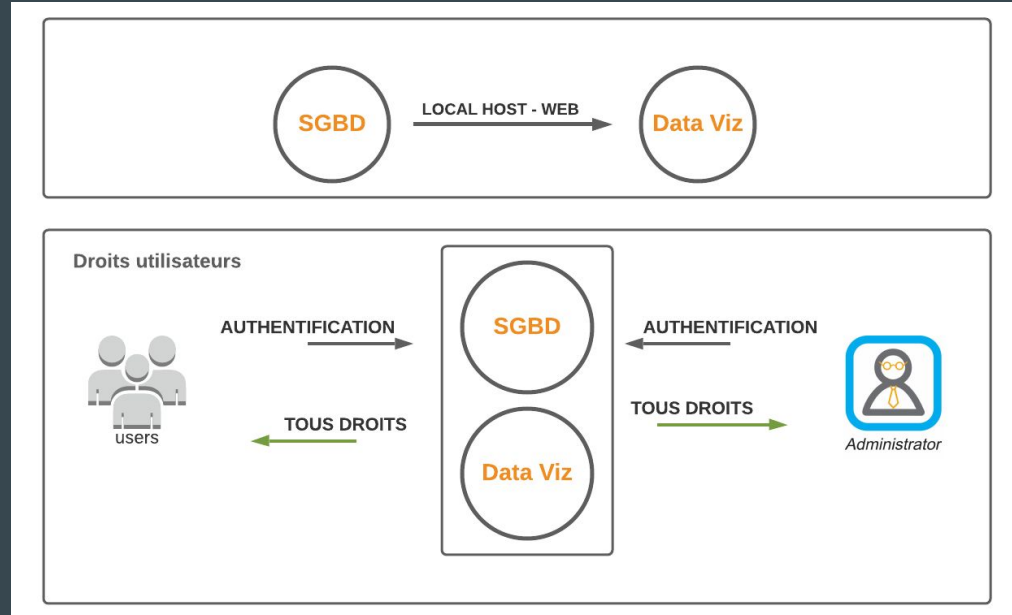 SGBD
LOCAL HOST - WEB
Data Viz
Droits utilisateurs
AUTHENTIFICATION
SGBD
AUTHENTIFICATION
users
TOUS DROITS
TOUS DROITS
Administrator
Data Viz